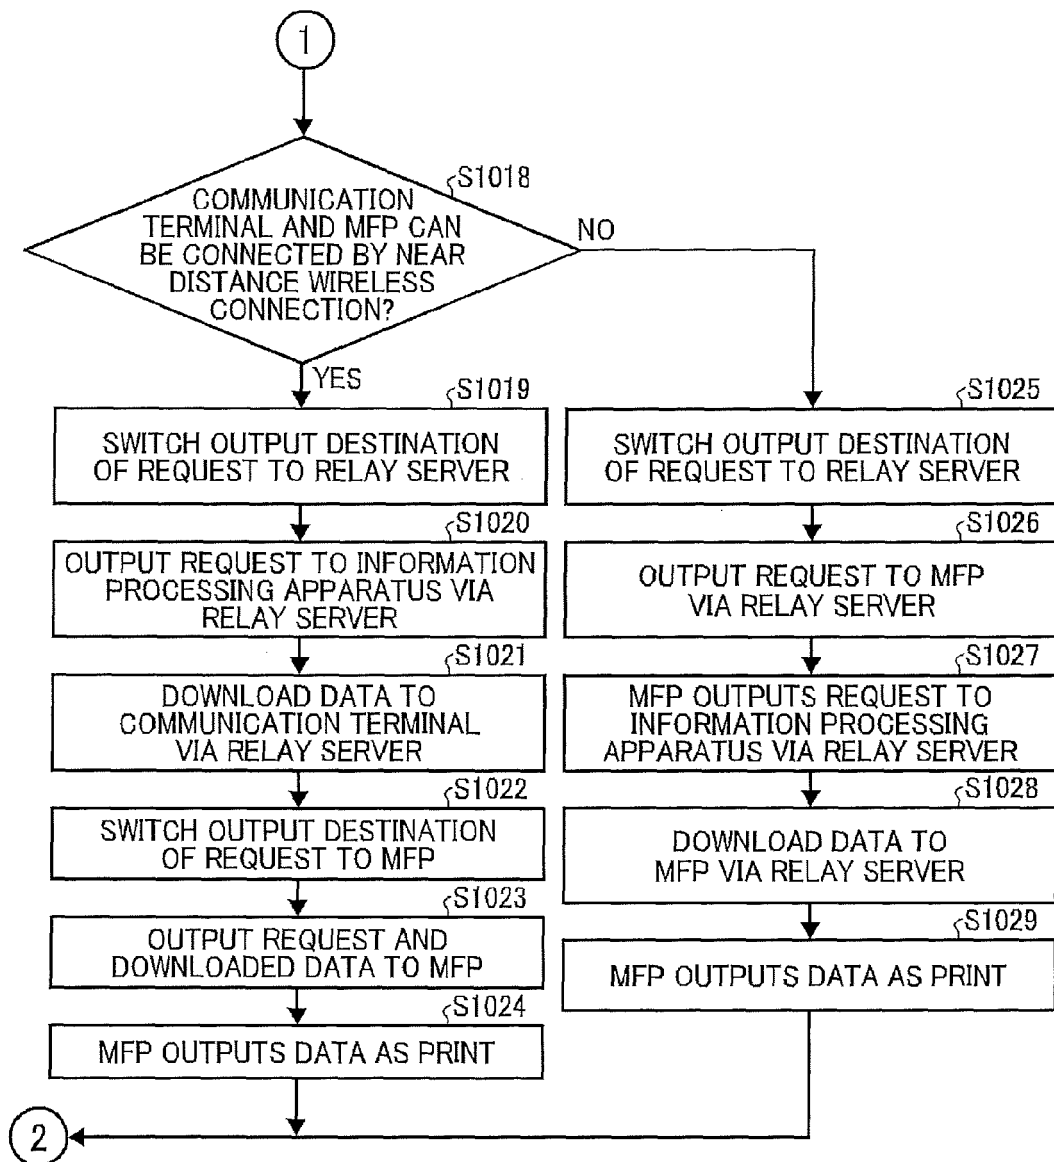 1
S1018
COMMUNICATION
TERMINAL AND MFP CAN
BE CONNECTED BY NEAR
DISTANCE WIRELESS
CONNECTION?
NO
YES
S1019
SWITCH OUTPUT DESTINATION
OF REQUEST TO RELAY SERVER
S1020
OUTPUT REQUEST TO INFORMATION
PROCESSING APPARATUS VIA
RELAY SERVER
S1021
DOWNLOAD DATA TO
COMMUNICATION TERMINAL
VIA RELAY SERVER
S1022
SWITCH OUTPUT DESTINATION
OF REQUEST TO MFP
S1023
OUTPUT REQUEST AND
DOWNLOADED DATA TO MFP
S1024
MFP OUTPUTS DATA AS PRINT
S1025
SWITCH OUTPUT DESTINATION
OF REQUEST TO RELAY SERVER
S1026
OUTPUT REQUEST TO MFP
VIA RELAY SERVER
S1027
MFP OUTPUTS REQUEST TO
INFORMATION PROCESSING
APPARATUS VIA RELAY SERVER
S1028
DOWNLOAD DATA TO
MFP VIA RELAY SERVER
S1029
MFP OUTPUTS DATA AS PRINT
2